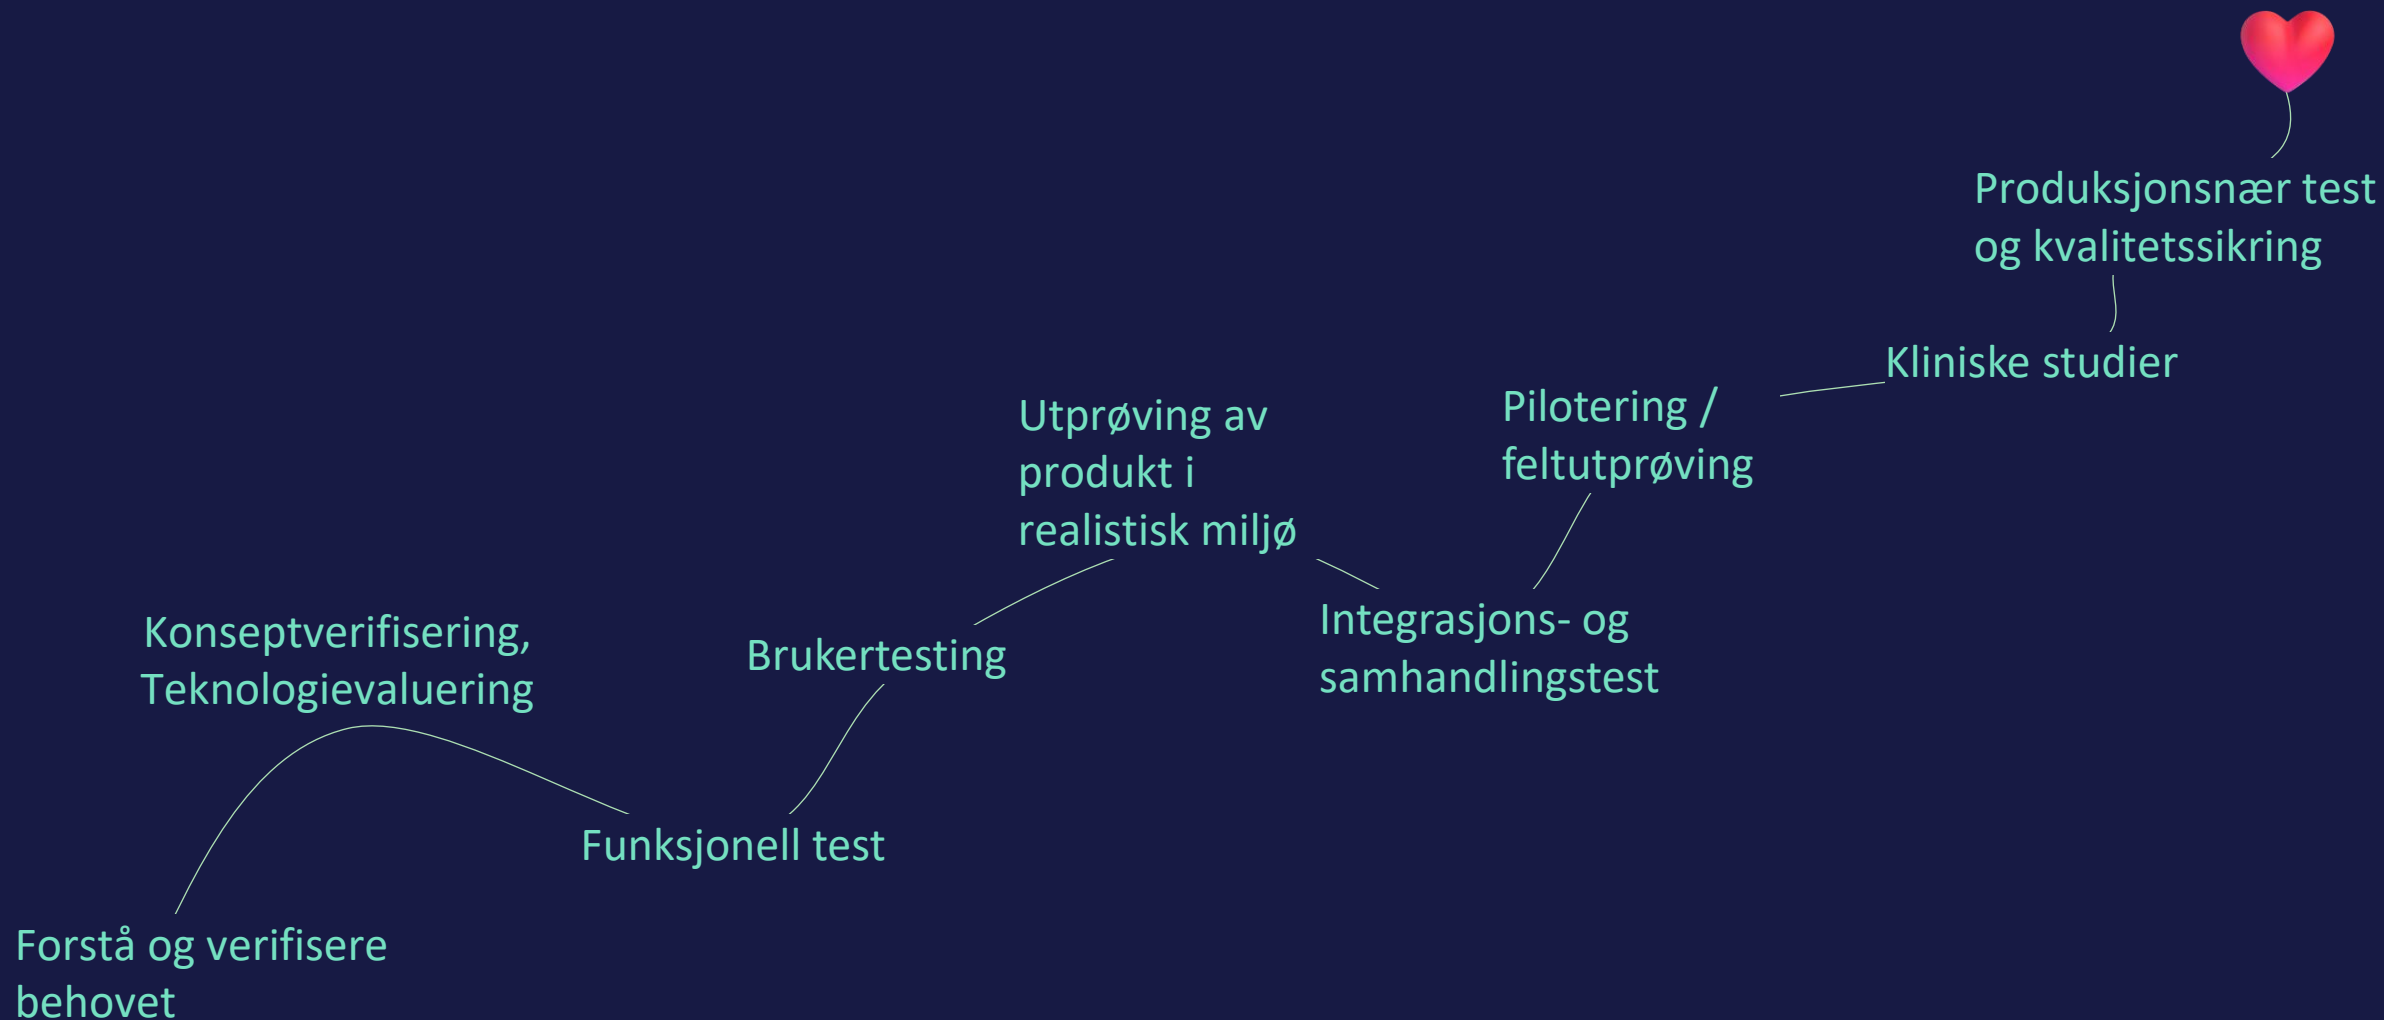 Forstå og verifisere
behovet
Konseptverifisering,
Teknologievaluering
Funksjonell test
Brukertesting
Utprøving av
produkt i
realistisk miljø
Integrasjons- og
samhandlingstest
Pilotering /
feltutprøving
Kliniske studier
Produksjonsnær test
og kvalitetssikring